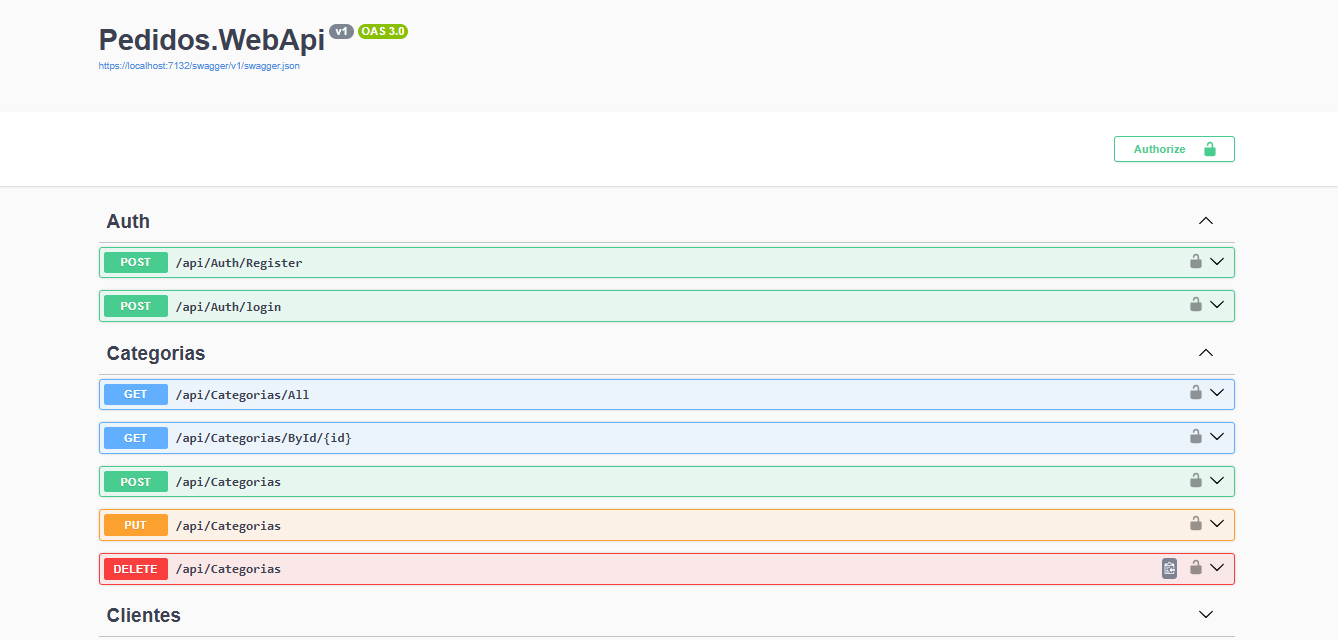 Pedidos.WebApi v1 OAS 3.0
https://localhost:7132/swagger/v1/swagger.json
Authorize
Auth
POST /api/Auth/Register
POST /api/Auth/login
Categorias
GET /api/Categorias/All
GET /api/Categorias/ById/{id}
POST /api/Categorias
PUT /api/Categorias
DELETE /api/Categorias
Clientes